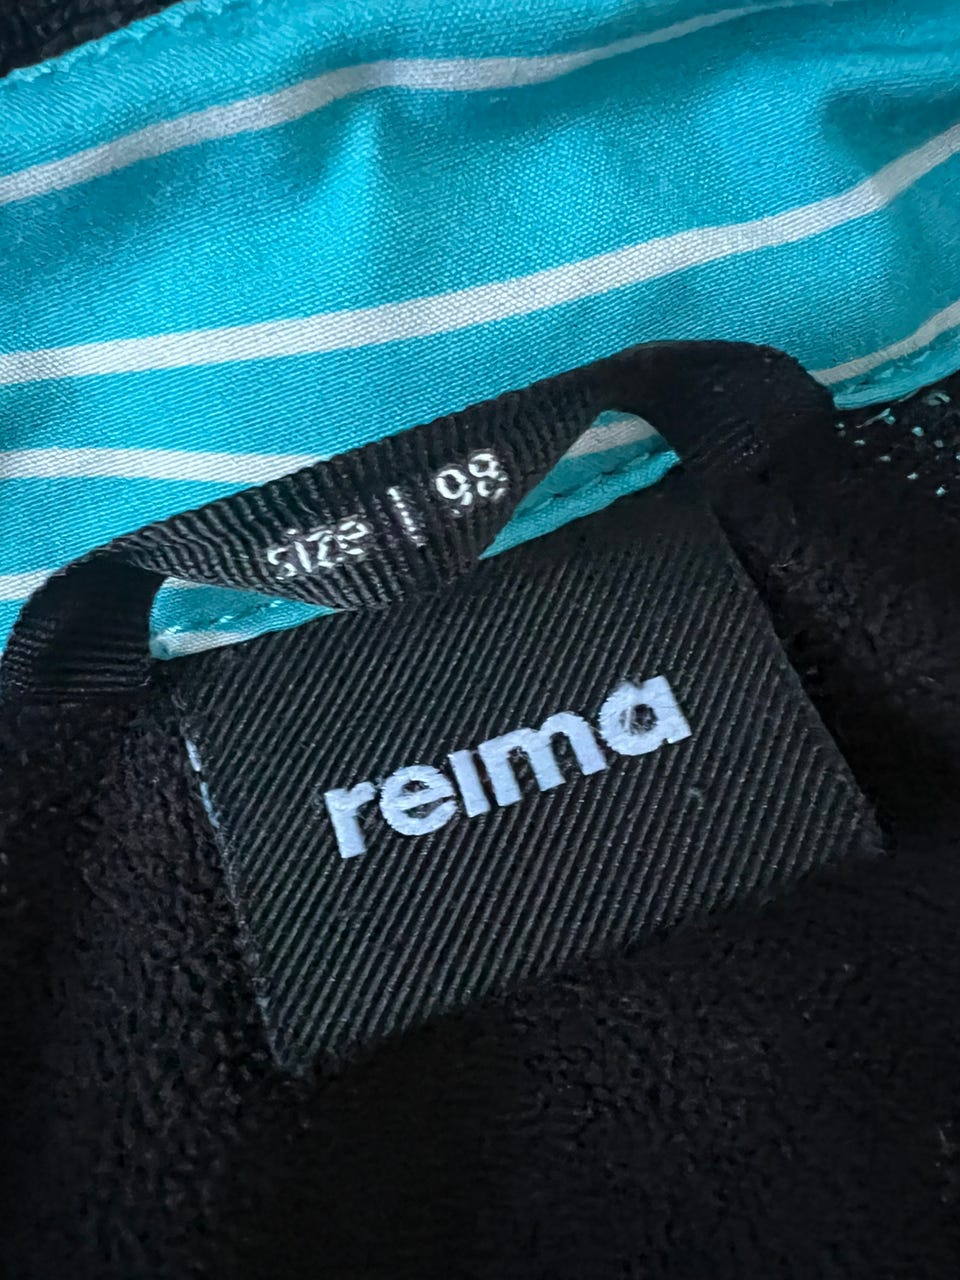 size | 98
reima